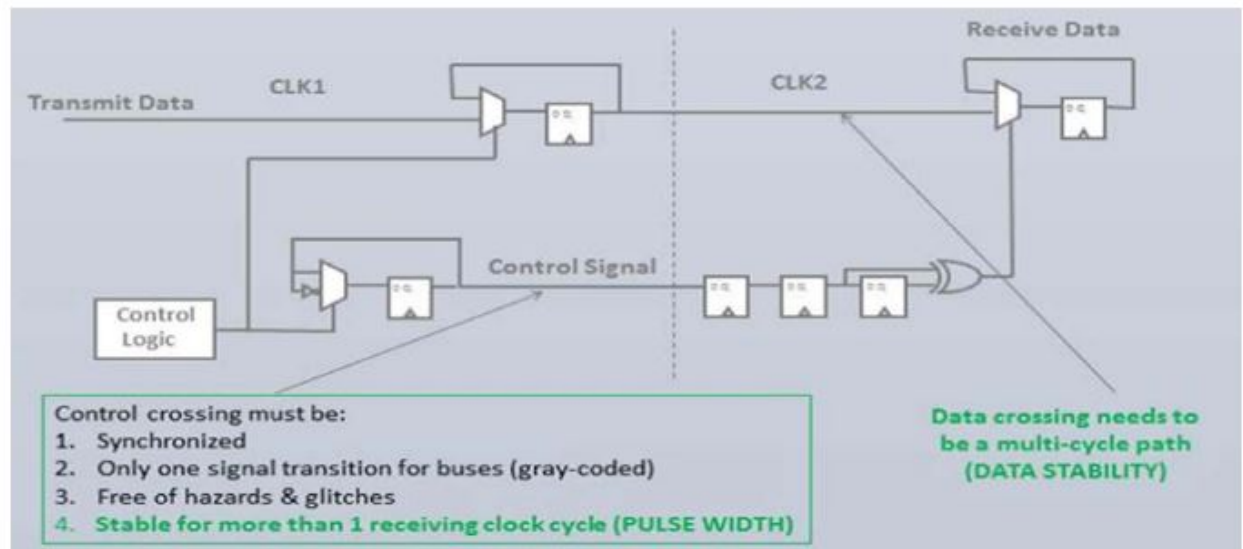 Receive Data
CLK1
CLK2
Transmit Data
Control Signal
Control
Logic
Control crossing must be:
1. Synchronized
2. Only one signal transition for buses (gray-coded)
3. Free of hazards & glitches
4. Stable for more than 1 receiving clock cycle (PULSE WIDTH)
Data crossing needs to
be a multi-cycle path
(DATA STABILITY)